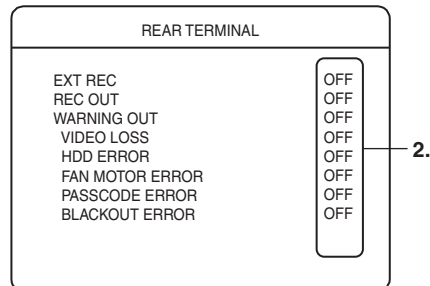 REAR TERMINAL
EXT REC OFF
REC OUT OFF
WARNING OUT OFF
VIDEO LOSS OFF
HDD ERROR OFF
FAN MOTOR ERROR OFF
PASSCODE ERROR OFF
BLACKOUT ERROR OFF
2.